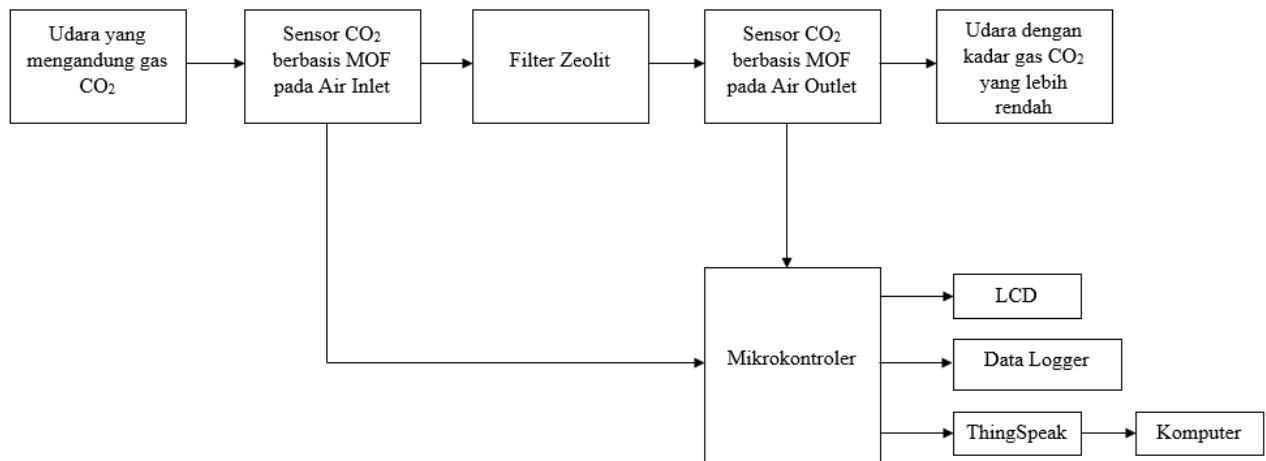 Udara yang
mengandung gas
CO₂
Sensor CO₂
berbasis MOF
pada Air Inlet
Filter Zeolit
Sensor CO₂
berbasis MOF
pada Air Outlet
Udara dengan
kadar gas CO₂
yang lebih
rendah
Mikrokontroler
LCD
Data Logger
ThingSpeak
Komputer